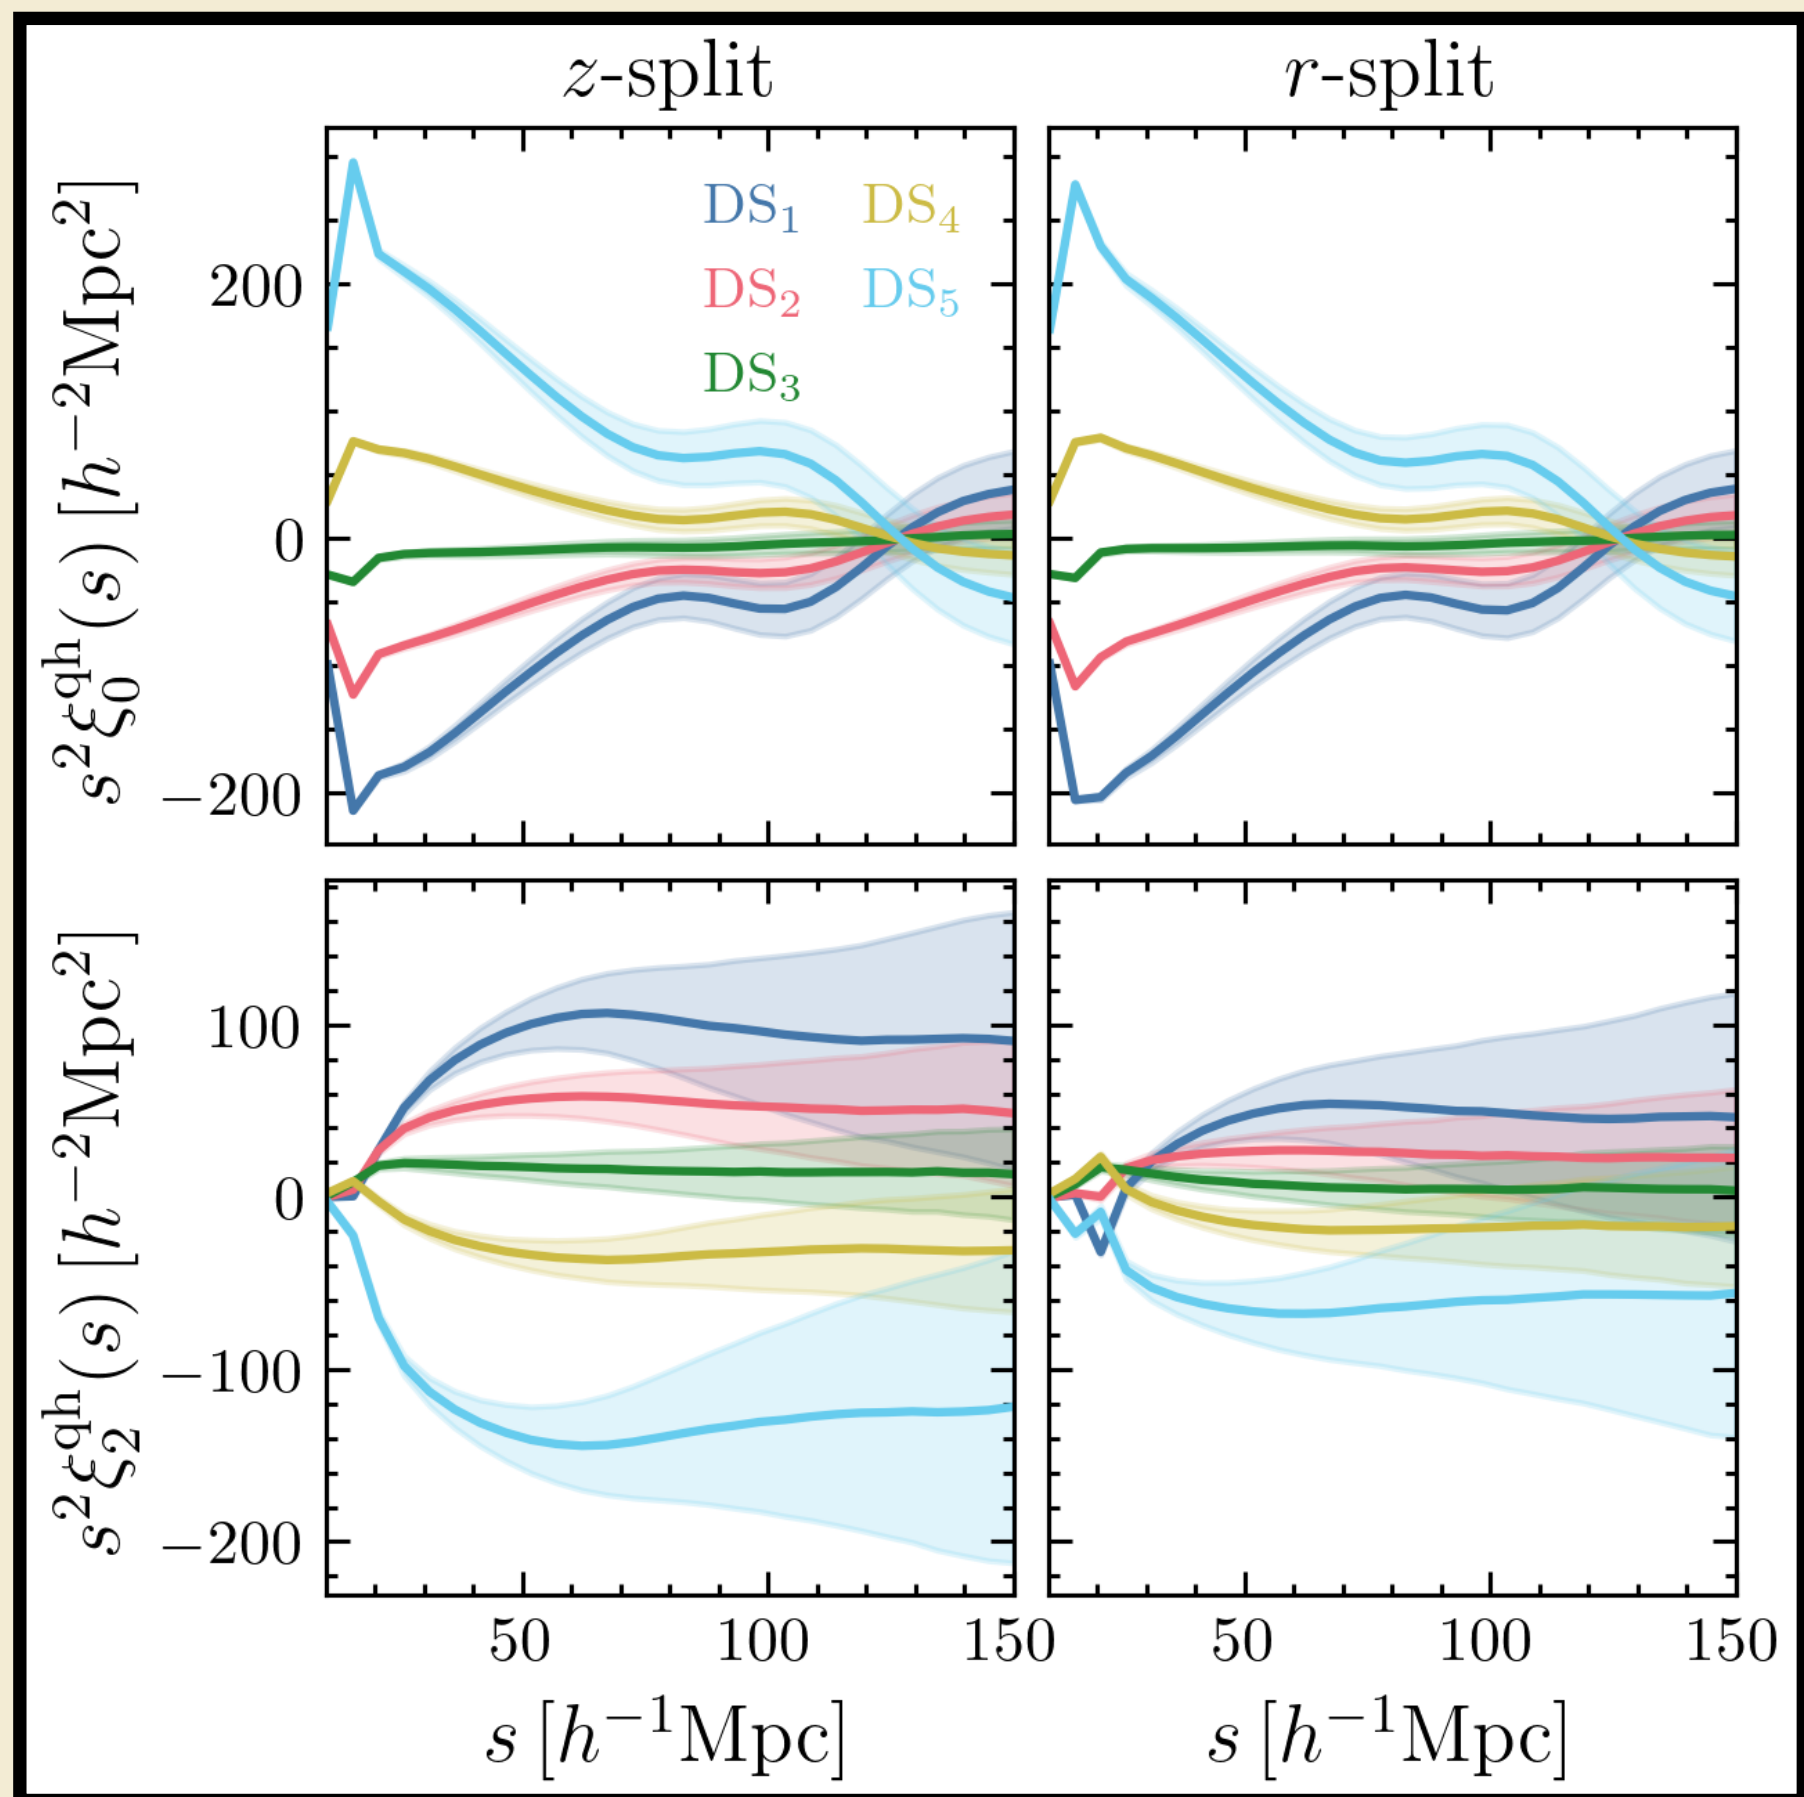 z-split
r-split
s²ξ₀^qh(s) [h⁻²Mpc²]
200
0
−200
DS₁ DS₄
DS₂ DS₅
DS₃
s²ξ₂^qh(s) [h⁻²Mpc²]
100
0
−100
−200
50 100 150
50 100 150
s [h⁻¹Mpc]
s [h⁻¹Mpc]